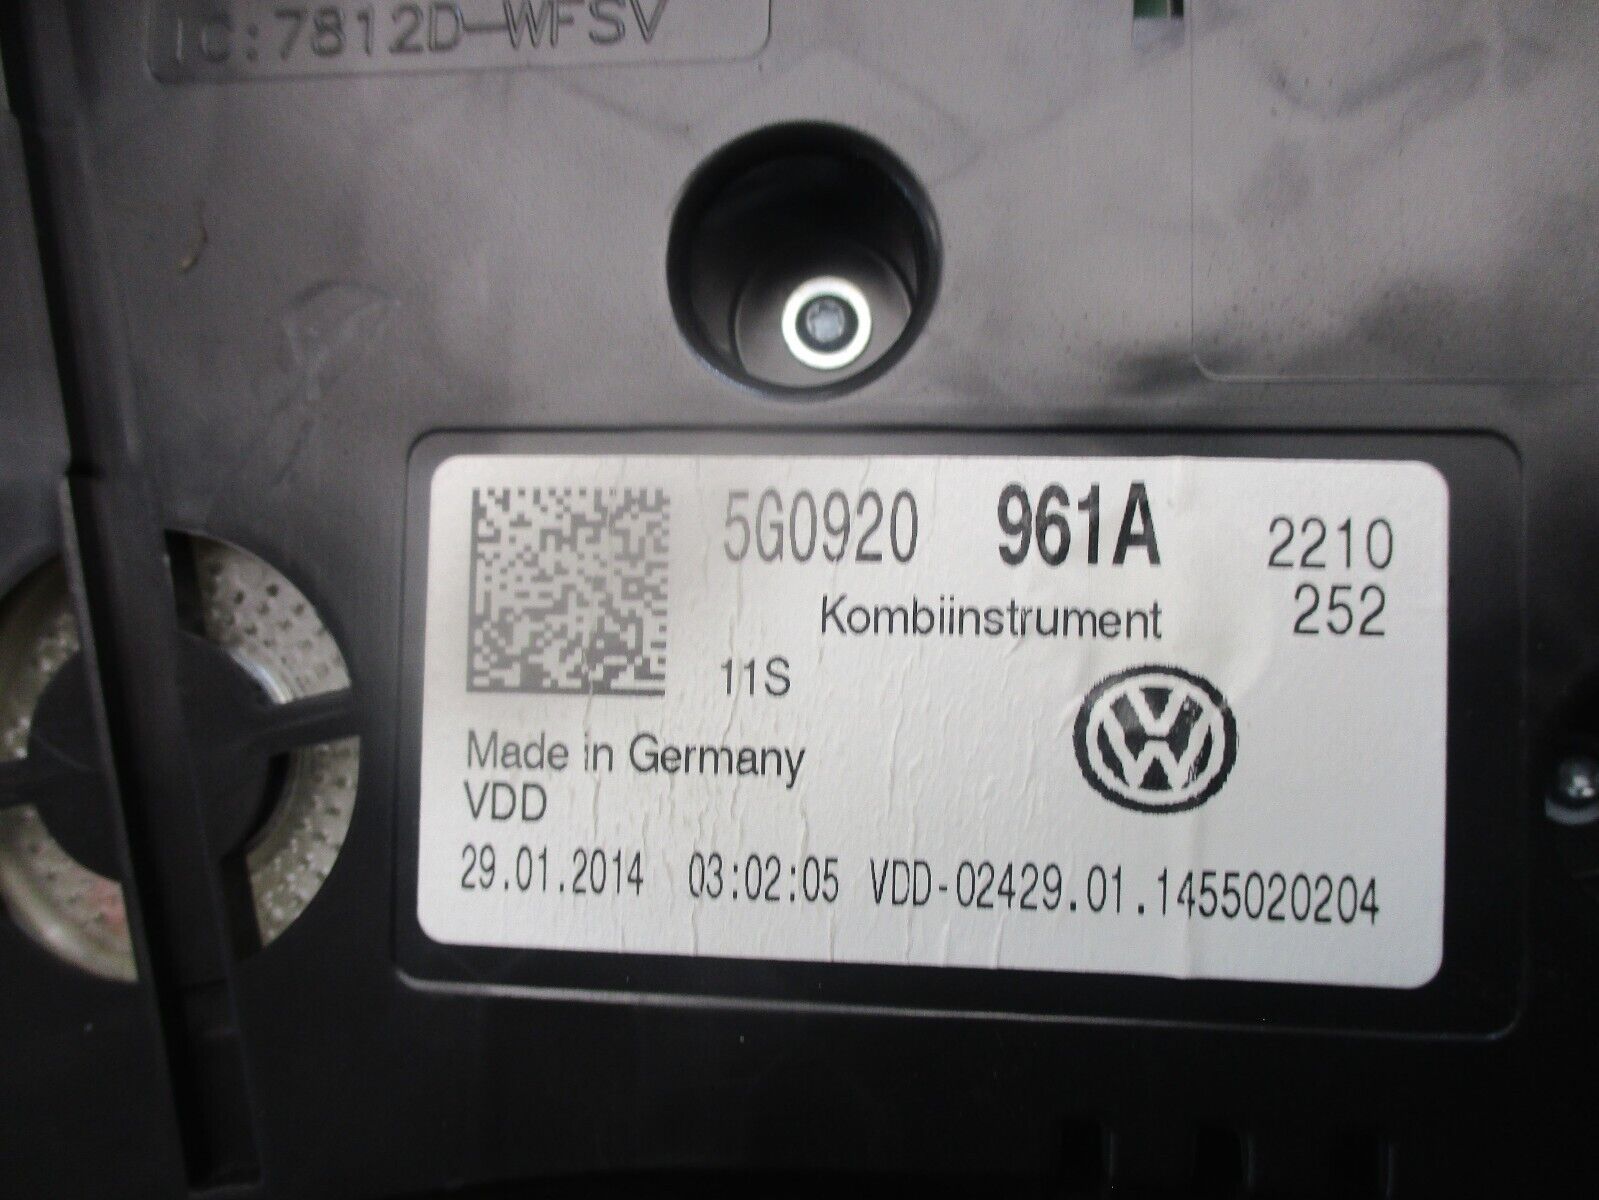 IC:7812D-WFSV
5G0920 961A 2210
Kombiinstrument 252
11S
Made in Germany
VDD
29.01.2014 03:02:05 VDD-02429.01.1455020204